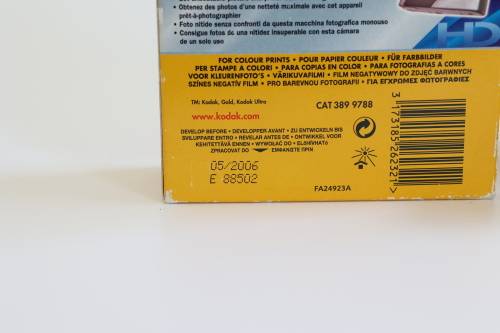 • Obtenez des photos d'une netteté maximale avec cet appareil
prêt-à-photographier
• Foto nitide senza confronti da questa macchina fotografica monouso
• Consigue fotos de una nitidez insuperable con esta cámara
de un solo uso
HD
FOR COLOUR PRINTS • POUR PAPIER COULEUR • FÜR FARBBILDER
PER STAMPE A COLORI • PARA COPIAS EN COLOR • PARA FOTOGRAFIAS A CORES
VOOR KLEURENFOTO'S • VÄRIKUVAFILMI • FILM NEGATYWOWY DO ZDJĘĆ BARWNYCH
SZÍNES NEGATÍV FILM • PRO BAREVNOU FOTOGRAFII • ΓΙΑ ΕΓΧΡΩΜΕΣ ΦΩΤΟΓΡΑΦΙΕΣ
TM: Kodak, Gold, Kodak Ultra
CAT 389 9788
www.kodak.com
DEVELOP BEFORE • DEVELOPPER AVANT • ZU ENTWICKELN BIS
SVILUPPARE ENTRO • REVELAR ANTES DE • ONTWIKKEL VOOR
KEHITETTÄVÄ ENNEN • WYWOŁAĆ DO •
ZPRACOVAT DO ΕΜΦΑΝΙΣΤΕ ΠΡΙΝ
05/2006
E 88502
FA24923A
3 173185 262321 >